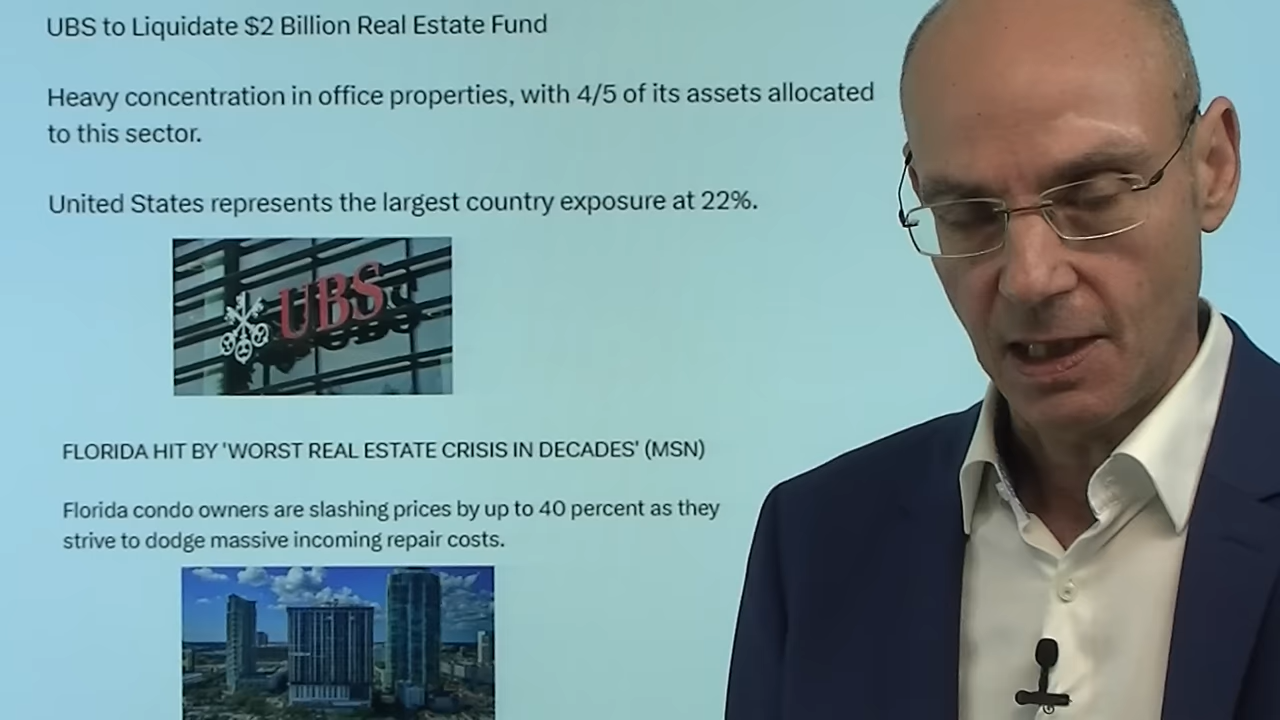 UBS to Liquidate $2 Billion Real Estate Fund
Heavy concentration in office properties, with 4/5 of its assets allocated
to this sector.
United States represents the largest country exposure at 22%.
UBS
FLORIDA HIT BY 'WORST REAL ESTATE CRISIS IN DECADES' (MSN)
Florida condo owners are slashing prices by up to 40 percent as they
strive to dodge massive incoming repair costs.